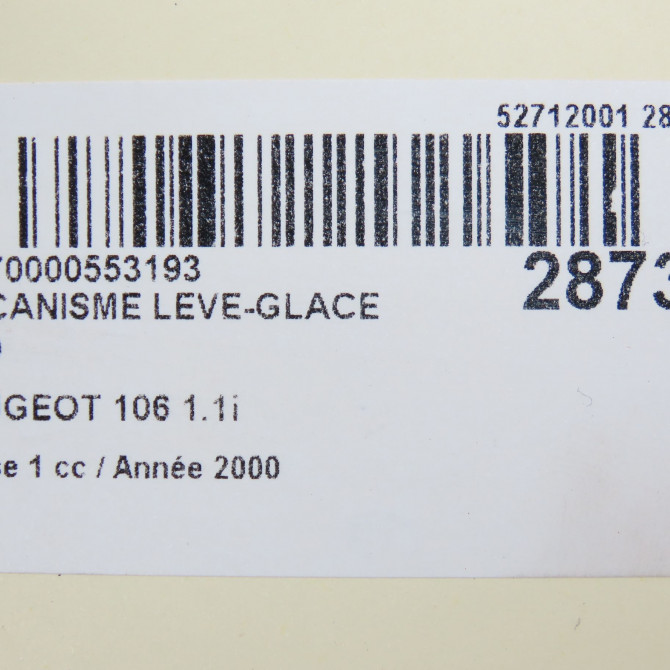 52712001 28
70000553193
2873
CANISME LEVE-GLACE
GEOT 106 1.1i
se 1 cc / Année 2000